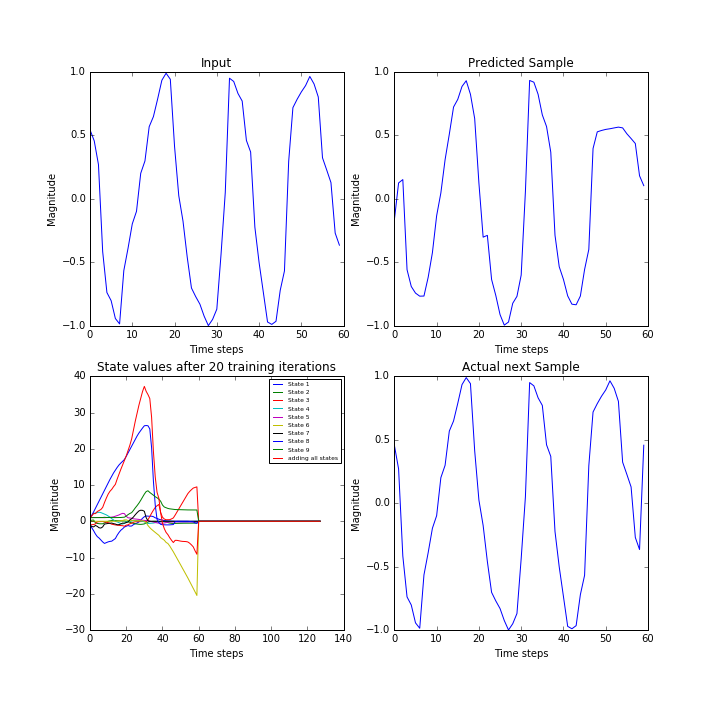 Input
Magnitude
1.0
0.5
0.0
−0.5
−1.0
0 10 20 30 40 50 60
Time steps
Predicted Sample
Magnitude
1.0
0.5
0.0
−0.5
−1.0
0 10 20 30 40 50 60
Time steps
State values after 20 training iterations
Magnitude
40
30
20
10
0
−10
−20
−30
0 20 40 60 80 100 120 140
Time steps
State 1
State 2
State 3
State 4
State 5
State 6
State 7
State 8
State 9
adding all states
Actual next Sample
Magnitude
1.0
0.5
0.0
−0.5
−1.0
0 10 20 30 40 50 60
Time steps